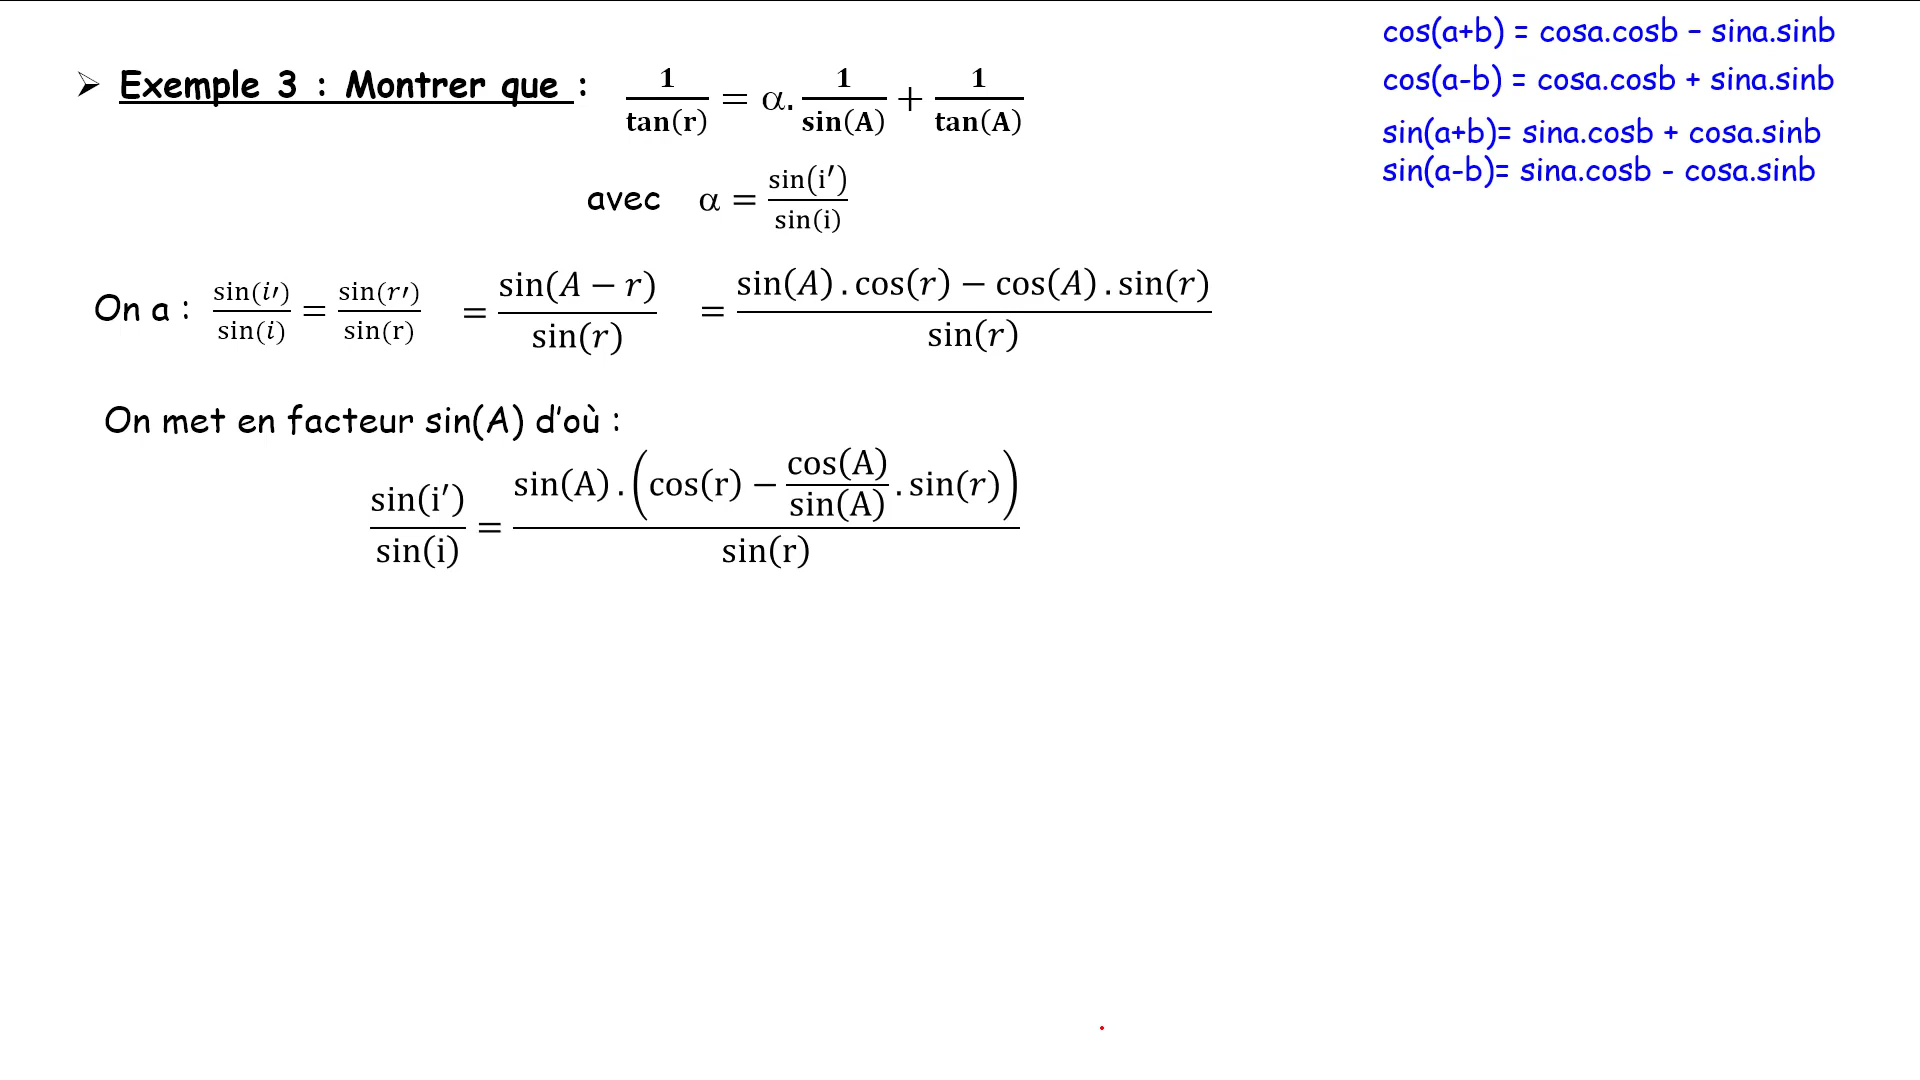 ➢ Exemple 3 : Montrer que : 1/tan(r) = α. 1/sin(A) + 1/tan(A)
avec α = sin(i′)/sin(i)
On a : sin(i′)/sin(i) = sin(r′)/sin(r) = sin(A − r)/sin(r) = (sin(A) . cos(r) − cos(A) . sin(r))/sin(r)
On met en facteur sin(A) d’où :
sin(i′)/sin(i) = (sin(A) . (cos(r) − cos(A)/sin(A) . sin(r)))/sin(r)
cos(a+b) = cosa.cosb – sina.sinb
cos(a-b) = cosa.cosb + sina.sinb
sin(a+b)= sina.cosb + cosa.sinb
sin(a-b)= sina.cosb - cosa.sinb